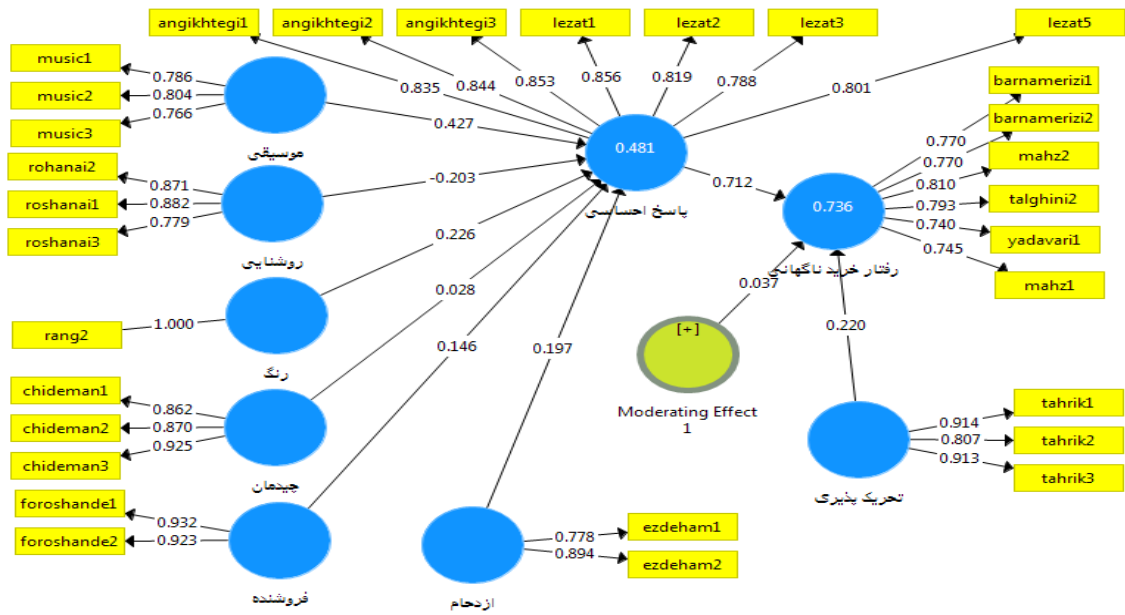 angikhtegi1
angikhtegi2
angikhtegi3
lezat1
lezat2
lezat3
lezat5
music1
music2
music3
0.786
0.804
0.766
موسیقی
0.835
0.844
0.853
0.856
0.819
0.788
0.801
0.427
0.481
پاسخ احساسی
barnamerizi1
barnamerizi2
mahz2
talghini2
yadavari1
mahz1
0.770
0.770
0.810
0.793
0.740
0.745
rohanai2
roshanai1
roshanai3
0.871
0.882
0.779
روشنایی
-0.203
0.712
0.736
رفتار خرید ناگهانی
rang2
1.000
رنگ
0.226
0.028
0.146
0.197
0.037
0.220
[+]
Moderating Effect
1
chideman1
chideman2
chideman3
0.862
0.870
0.925
چیدمان
tahrik1
tahrik2
tahrik3
0.914
0.807
0.913
تحریک پذیری
foroshande1
foroshande2
0.932
0.923
فروشنده
ezdeham1
ezdeham2
0.778
0.894
ازدحام